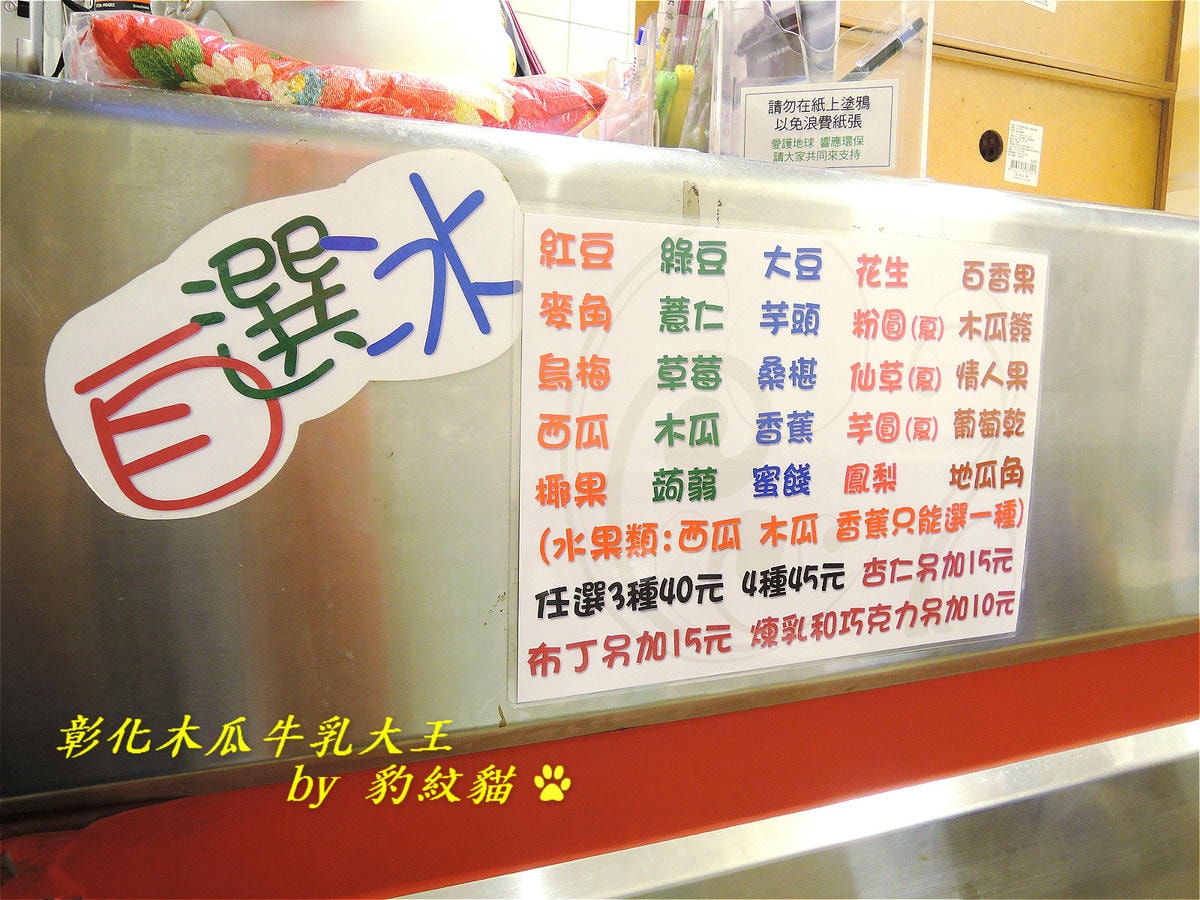 請勿在紙上塗鴉
以免浪費紙張
愛護地球 響應環保
請大家共同來支持
自選冰
紅豆 綠豆 大豆 花生 百香果
麥角 薏仁 芋頭 粉圓(夏) 木瓜簽
烏梅 草莓 桑椹 仙草(夏) 情人果
西瓜 木瓜 香蕉 芋圓(夏) 葡萄乾
椰果 蒟蒻 蜜餞 鳳梨 地瓜角
(水果類:西瓜 木瓜 香蕉只能選一種)
任選3種40元 4種45元 杏仁另加15元
布丁另加15元 煉乳和巧克力另加10元
彰化木瓜牛乳大王
by 豹紋貓